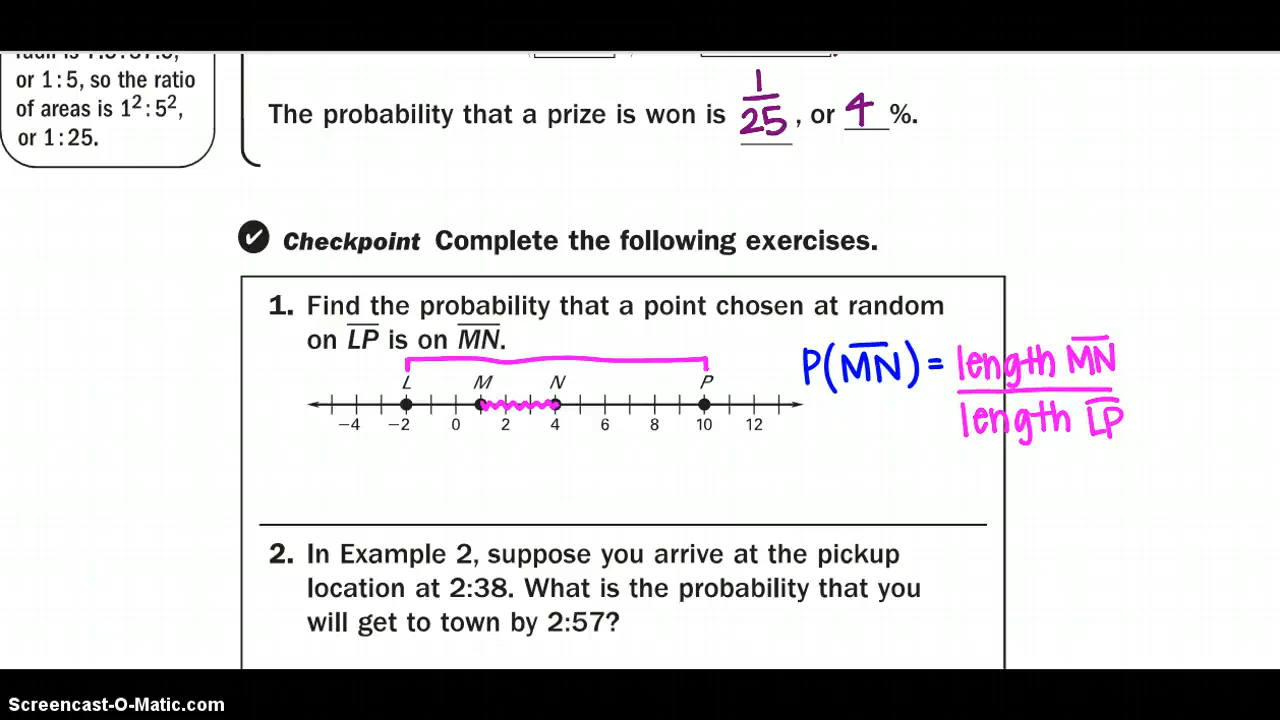 or 1 : 5, so the ratio
of areas is 1² : 5²,
or 1 : 25.
The probability that a prize is won is 1/25, or 4 %.
Checkpoint Complete the following exercises.
1. Find the probability that a point chosen at random
on LP is on MN.
P(MN) = length MN
length LP
L M N P
−4 −2 0 2 4 6 8 10 12
2. In Example 2, suppose you arrive at the pickup
location at 2:38. What is the probability that you
will get to town by 2:57?
Screencast-O-Matic.com